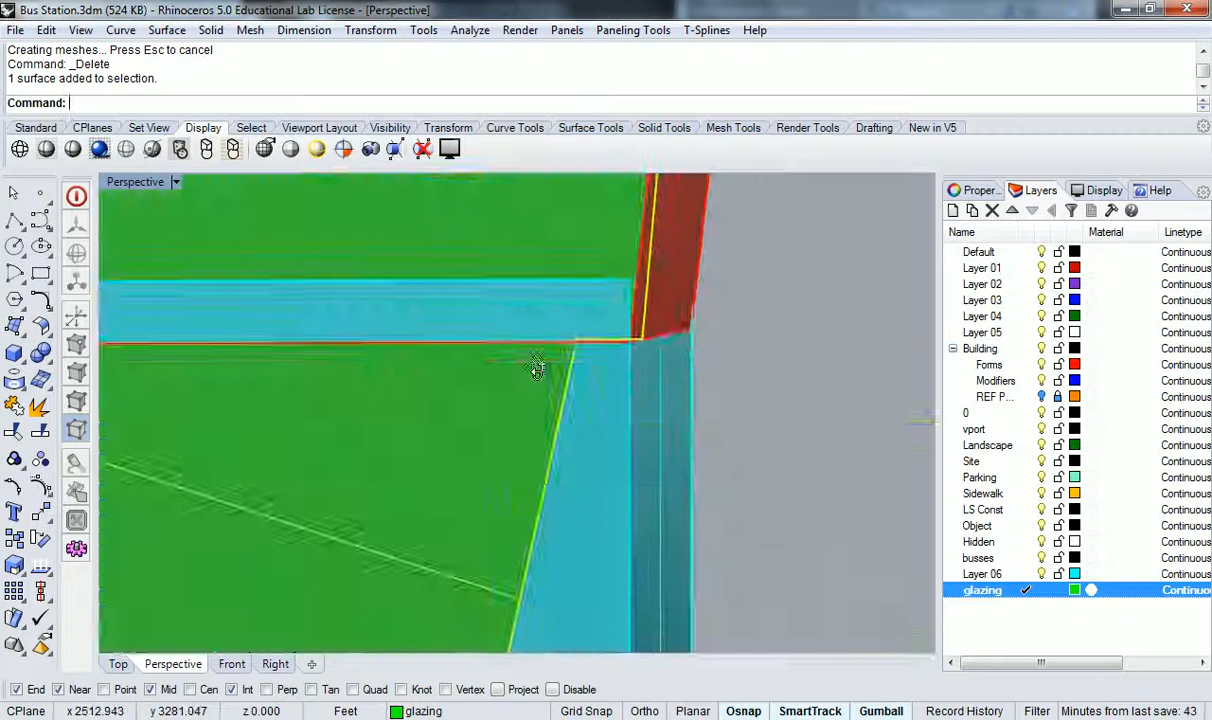 Bus Station.3dm (524 KB) - Rhinoceros 5.0 Educational Lab License - [Perspective]
File Edit View Curve Surface Solid Mesh Dimension Transform Tools Analyze Render Panels Paneling Tools T-Splines Help
Creating meshes... Press Esc to cancel
Command: _Delete
1 surface added to selection.
Command:
Standard CPlanes Set View Display Select Viewport Layout Visibility Transform Curve Tools Surface Tools Solid Tools Mesh Tools Render Tools Drafting New in V5
Perspective
Proper... Layers Display Help
Name Material Linetype
Default Continuous
Layer 01 Continuous
Layer 02 Continuous
Layer 03 Continuous
Layer 04 Continuous
Layer 05 Continuous
Building Continuous
Forms Continuous
Modifiers Continuous
REF P... Continuous
0 Continuous
vport Continuous
Landscape Continuous
Site Continuous
Parking Continuous
Sidewalk Continuous
LS Const Continuous
Object Continuous
Hidden Continuous
busses Continuous
Layer 06 Continuous
glazing Continuo
Top Perspective Front Right
End Near Point Mid Cen Int Perp Tan Quad Knot Vertex Project Disable
CPlane x 2512.943 y 3281.047 z 0.000 Feet glazing Grid Snap Ortho Planar Osnap SmartTrack Gumball Record History Filter Minutes from last save: 43